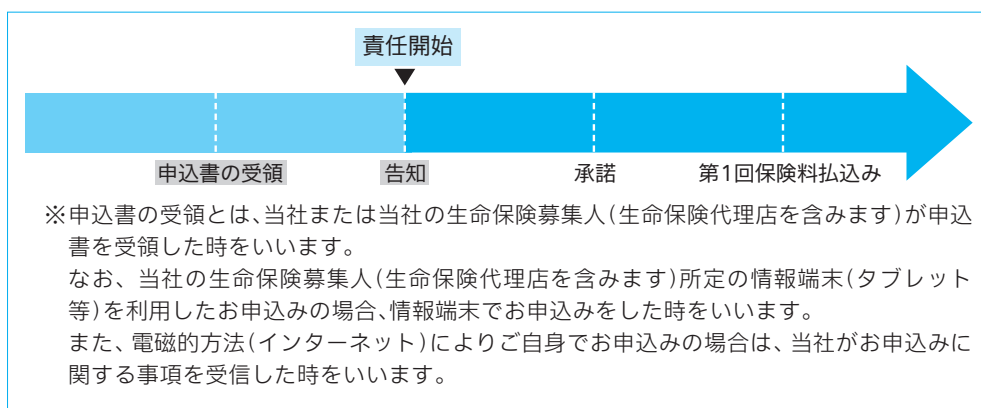 責任開始
申込書の受領 告知 承諾 第1回保険料払込み
※申込書の受領とは、当社または当社の生命保険募集人(生命保険代理店を含みます)が申込
書を受領した時をいいます。
なお、当社の生命保険募集人(生命保険代理店を含みます)所定の情報端末(タブレット
等)を利用したお申込みの場合、情報端末でお申込みをした時をいいます。
また、電磁的方法(インターネット)によりご自身でお申込みの場合は、当社がお申込みに
関する事項を受信した時をいいます。